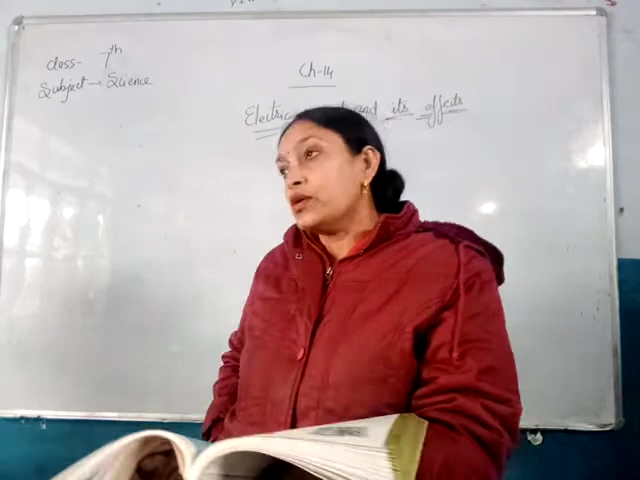 class- 7th
Subject → Science
Ch-14
Electric and its effects